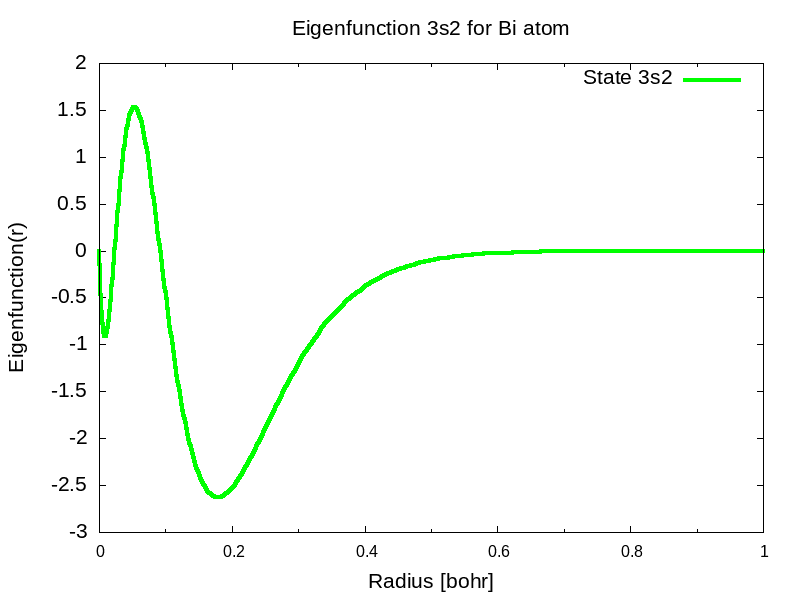 Eigenfunction 3s2 for Bi atom
State 3s2
2
1.5
1
0.5
0
-0.5
-1
-1.5
-2
-2.5
-3
Eigenfunction(r)
0 0.2 0.4 0.6 0.8 1
Radius [bohr]